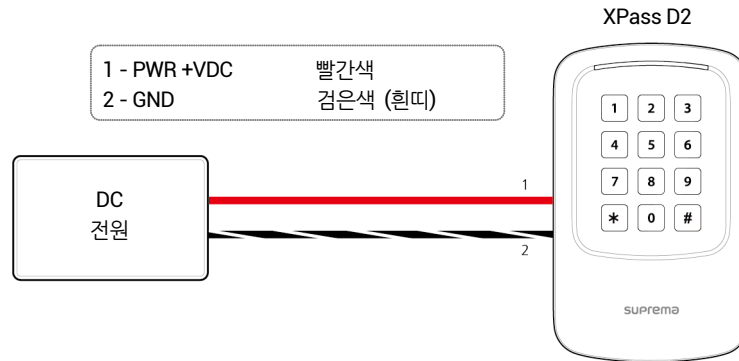 XPass D2
1 - PWR +VDC 빨간색
2 - GND 검은색 (흰띠)
DC
전원
1
2
1 2 3
4 5 6
7 8 9
* 0 #
suprema